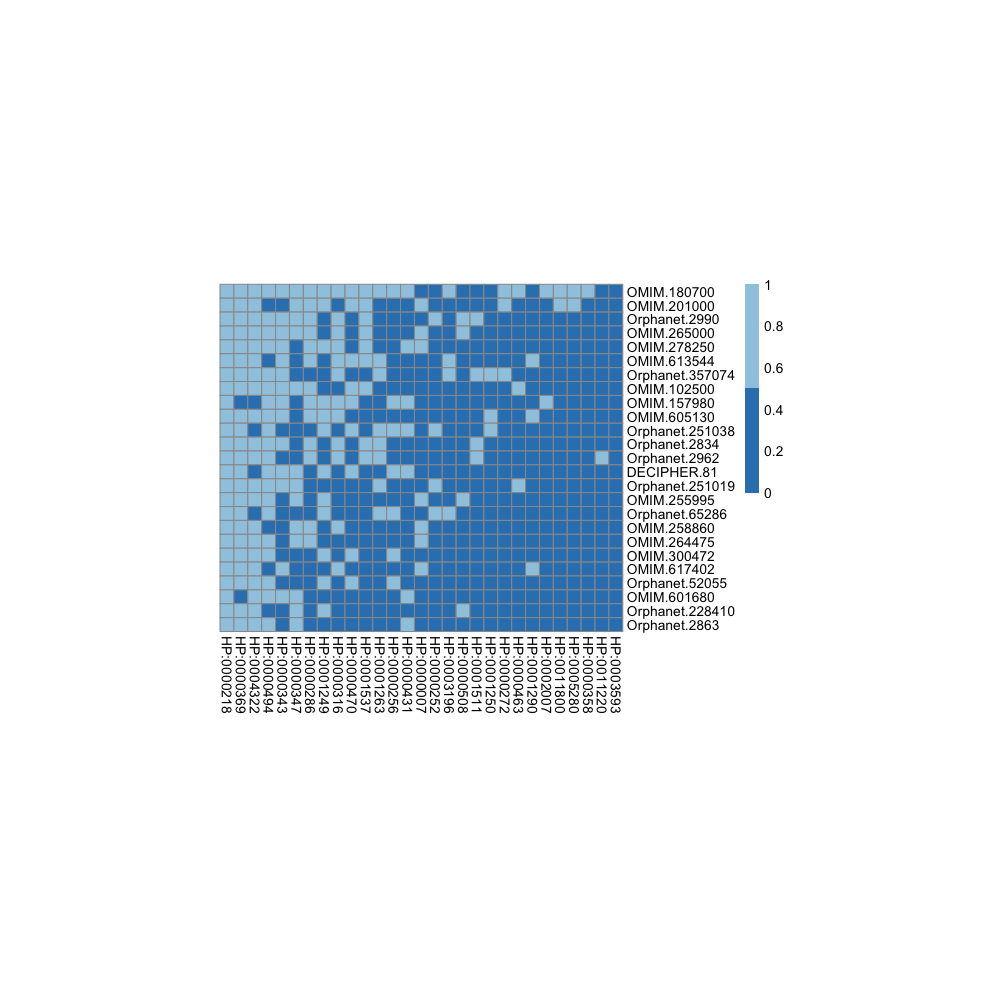 1
0.8
0.6
0.4
0.2
0
OMIM.180700
OMIM.201000
Orphanet.2990
OMIM.265000
OMIM.278250
OMIM.613544
Orphanet.357074
OMIM.102500
OMIM.157980
OMIM.605130
Orphanet.251038
Orphanet.2834
Orphanet.2962
DECIPHER.81
Orphanet.251019
OMIM.255995
Orphanet.65286
OMIM.258860
OMIM.264475
OMIM.300472
OMIM.617402
Orphanet.52055
OMIM.601680
Orphanet.228410
Orphanet.2863
HP:0000218
HP:0000369
HP:0004322
HP:0000494
HP:0000343
HP:0000347
HP:0000286
HP:0001249
HP:0000316
HP:0000470
HP:0001537
HP:0001263
HP:0000256
HP:0000431
HP:0000007
HP:0000252
HP:0003196
HP:0000508
HP:0001511
HP:0001250
HP:0000272
HP:0000463
HP:0001290
HP:0002007
HP:0011800
HP:0015280
HP:0000358
HP:0011220
HP:0013593